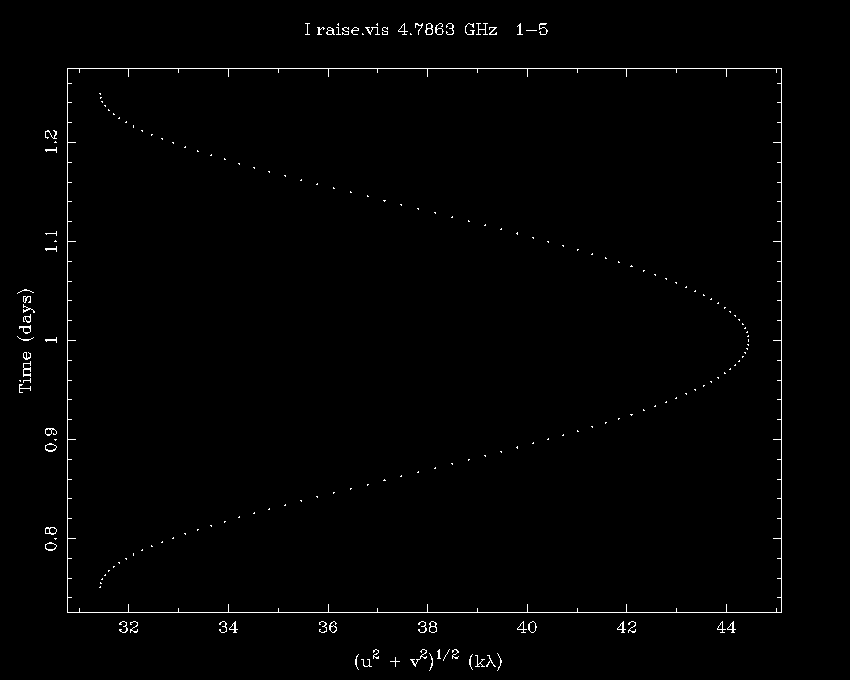 I raise.vis 4.7863 GHz 1-5
1.2
1.1
1
0.9
0.8
Time (days)
32 34 36 38 40 42 44
(u² + v²)^1/2 (kλ)